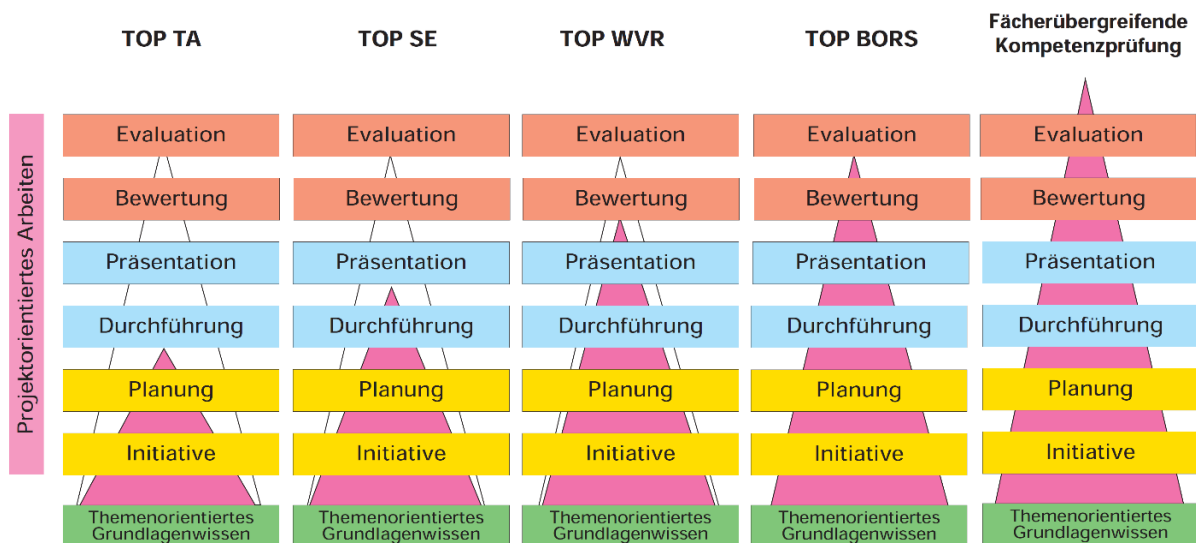 TOP TA
TOP SE
TOP WVR
TOP BORS
Fächerübergreifende
Kompetenzprüfung
Projektorientiertes Arbeiten
Evaluation
Bewertung
Präsentation
Durchführung
Planung
Initiative
Themenorientiertes
Grundlagenwissen
Evaluation
Bewertung
Präsentation
Durchführung
Planung
Initiative
Themenorientiertes
Grundlagenwissen
Evaluation
Bewertung
Präsentation
Durchführung
Planung
Initiative
Themenorientiertes
Grundlagenwissen
Evaluation
Bewertung
Präsentation
Durchführung
Planung
Initiative
Themenorientiertes
Grundlagenwissen
Evaluation
Bewertung
Präsentation
Durchführung
Planung
Initiative
Themenorientiertes
Grundlagenwissen